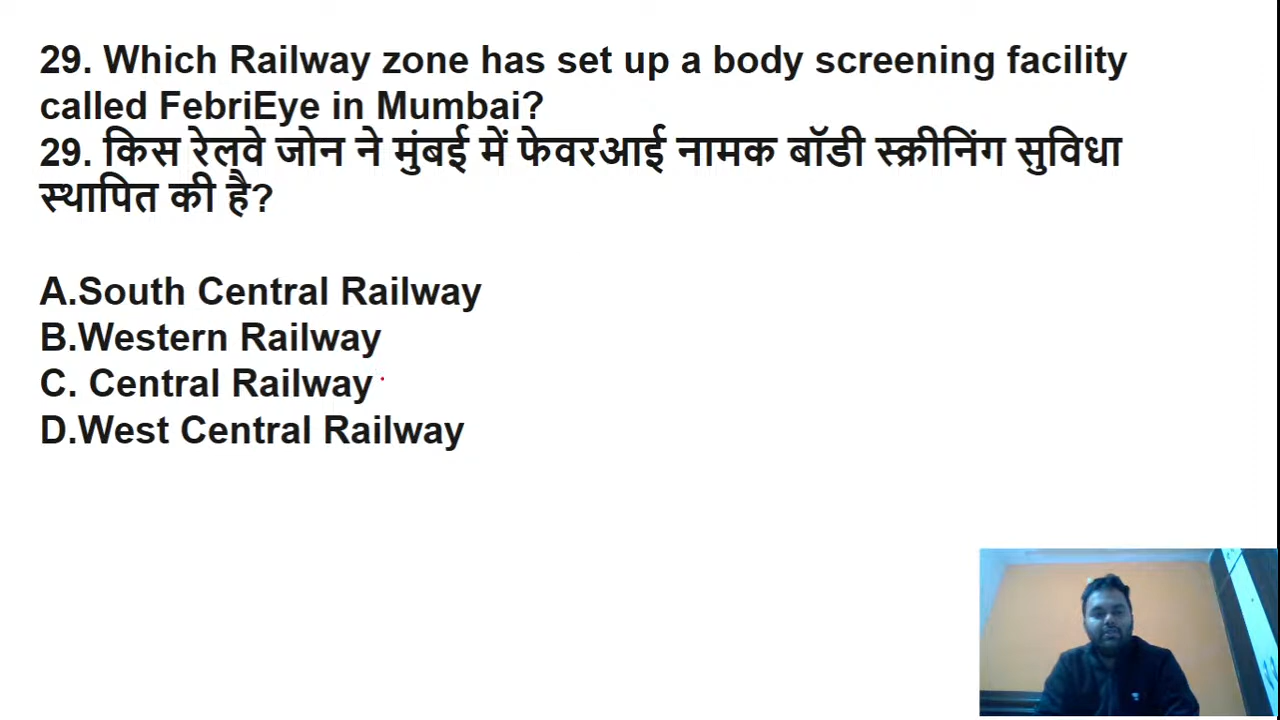 29. Which Railway zone has set up a body screening facility
called FebriEye in Mumbai?
29. किस रेलवे जोन ने मुंबई में फेवरआई नामक बॉडी स्क्रीनिंग सुविधा
स्थापित की है?
A.South Central Railway
B.Western Railway
C. Central Railway
D.West Central Railway